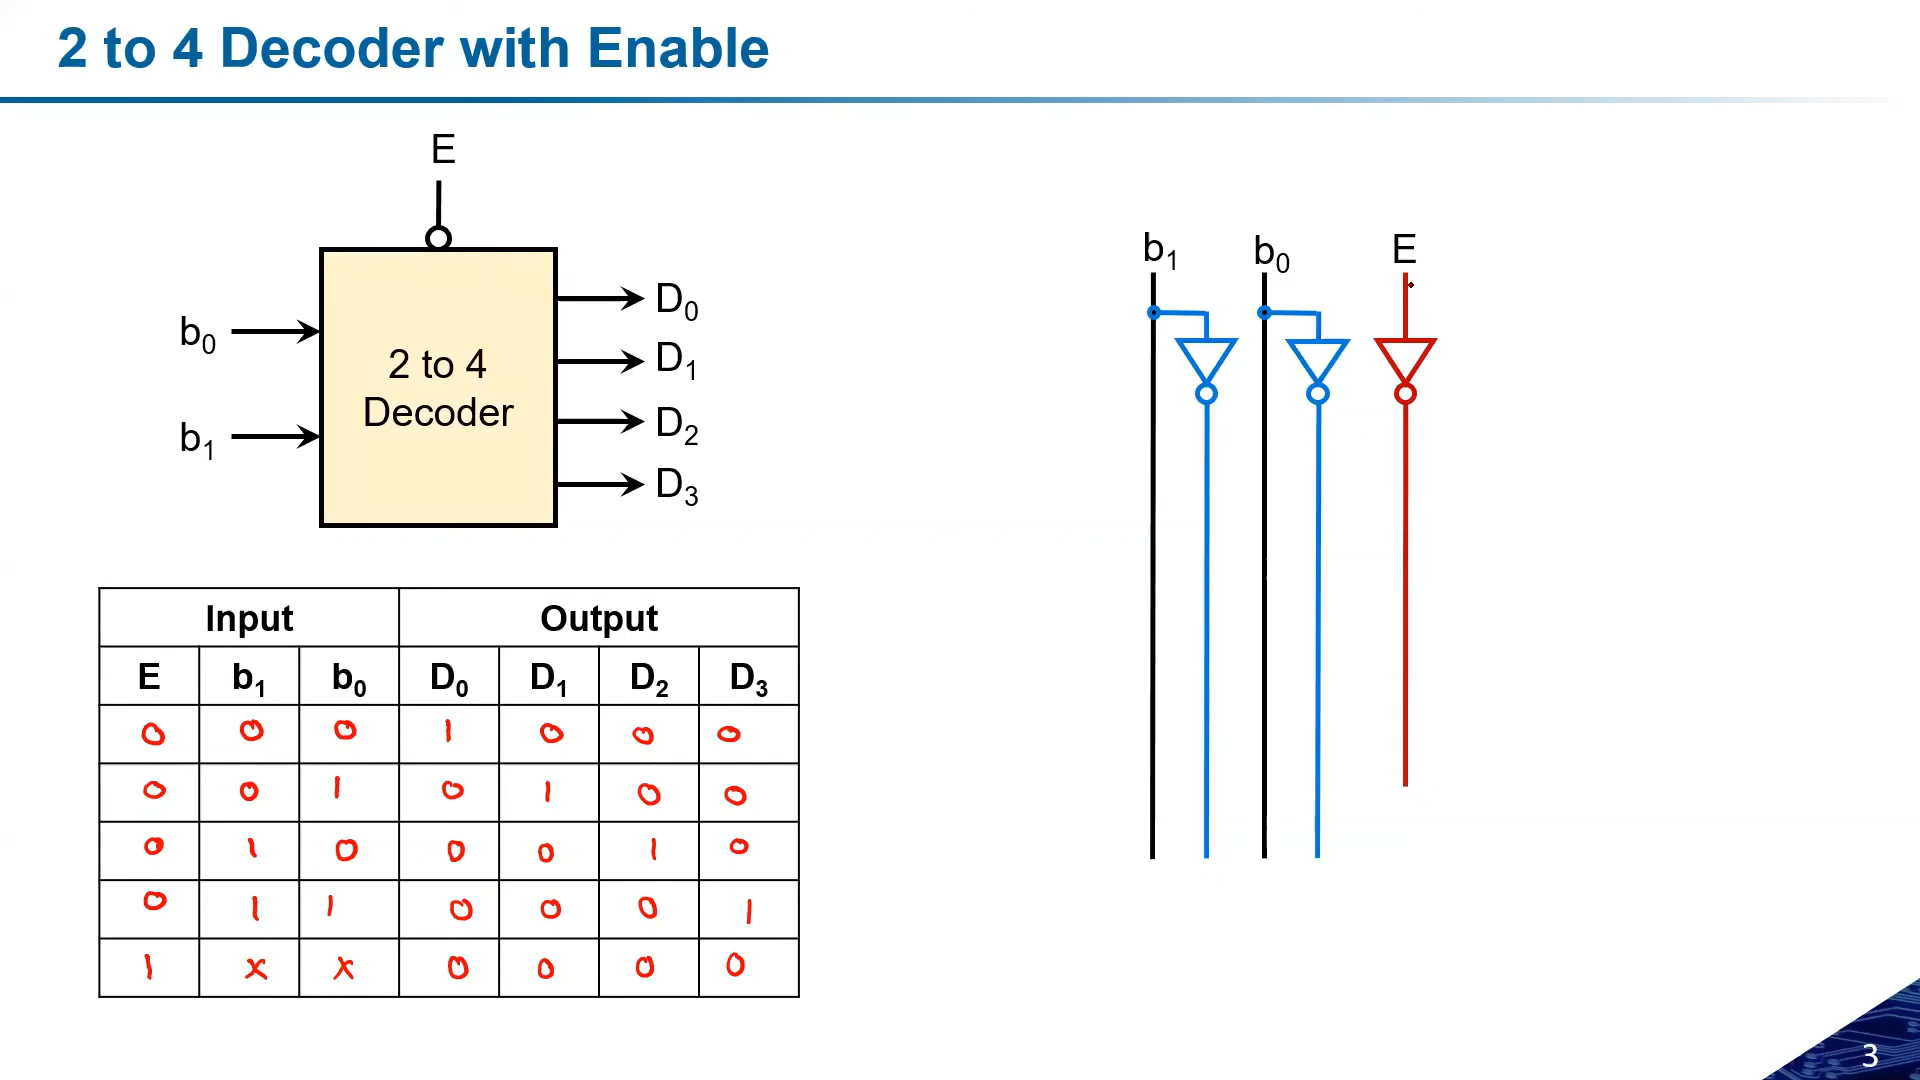 2 to 4 Decoder with Enable
E
b0
b1
2 to 4
Decoder
D0
D1
D2
D3
b1 b0 E
Input Output
E b1 b0 D0 D1 D2 D3
0 0 0 1 0 0 0
0 0 1 0 1 0 0
0 1 0 0 0 1 0
0 1 1 0 0 0 1
1 x x 0 0 0 0
3